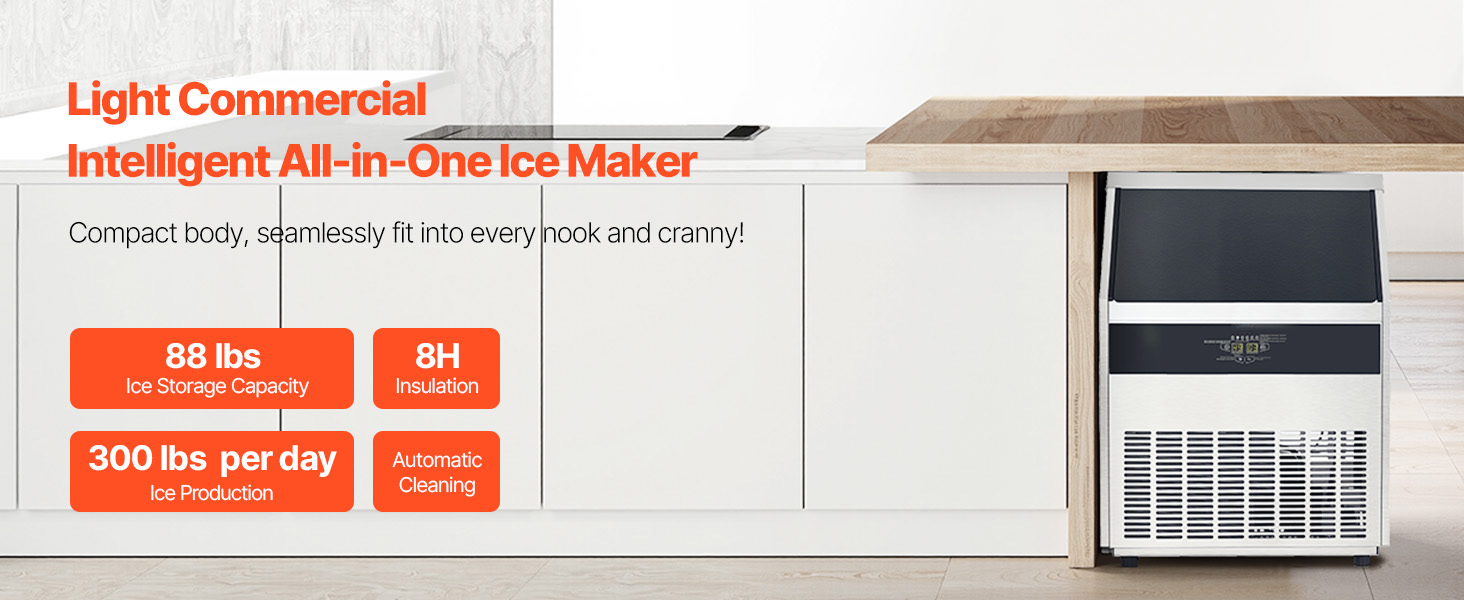 Light Commercial
Intelligent All-in-One Ice Maker
Compact body, seamlessly fit into every nook and cranny!
88 lbs
Ice Storage Capacity
8H
Insulation
300 lbs per day
Ice Production
Automatic
Cleaning